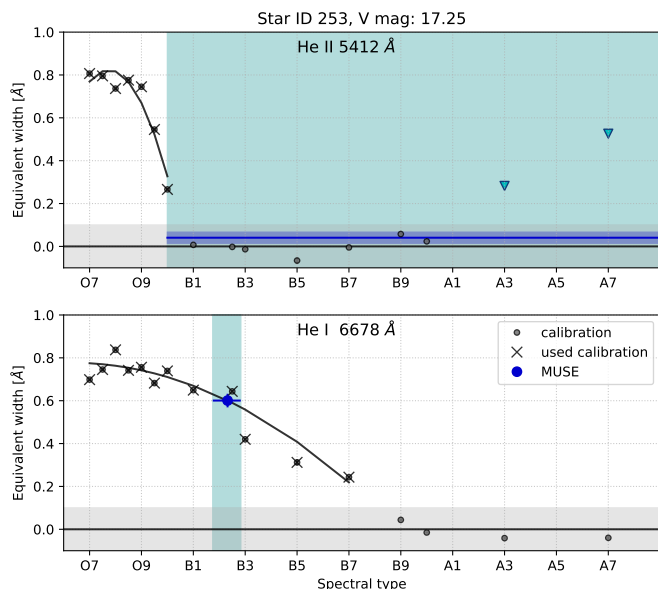 Star ID 253, V mag: 17.25
He II 5412 Å
Equivalent width [Å]
1.0
0.8
0.6
0.4
0.2
0.0
O7 O9 B1 B3 B5 B7 B9 A1 A3 A5 A7
He I 6678 Å
Equivalent width [Å]
1.0
0.8
0.6
0.4
0.2
0.0
calibration
used calibration
MUSE
O7 O9 B1 B3 B5 B7 B9 A1 A3 A5 A7
Spectral type